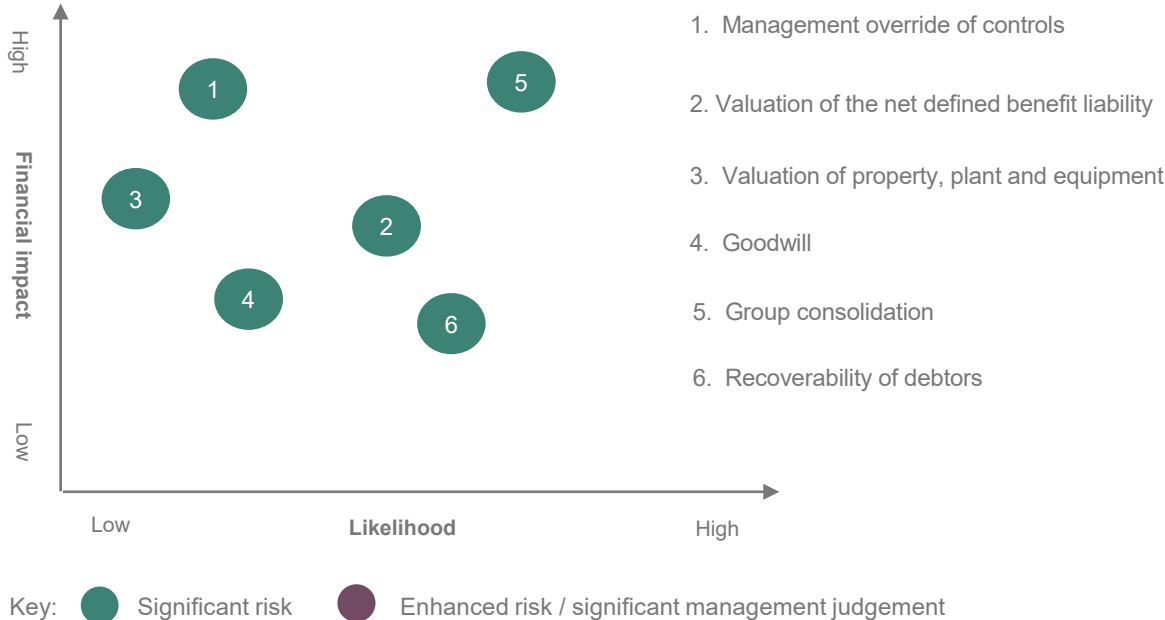 High
Financial impact
Low
1
5
3
2
4
6
Low
Likelihood
High
1. Management override of controls
2. Valuation of the net defined benefit liability
3. Valuation of property, plant and equipment
4. Goodwill
5. Group consolidation
6. Recoverability of debtors
Key: Significant risk Enhanced risk / significant management judgement